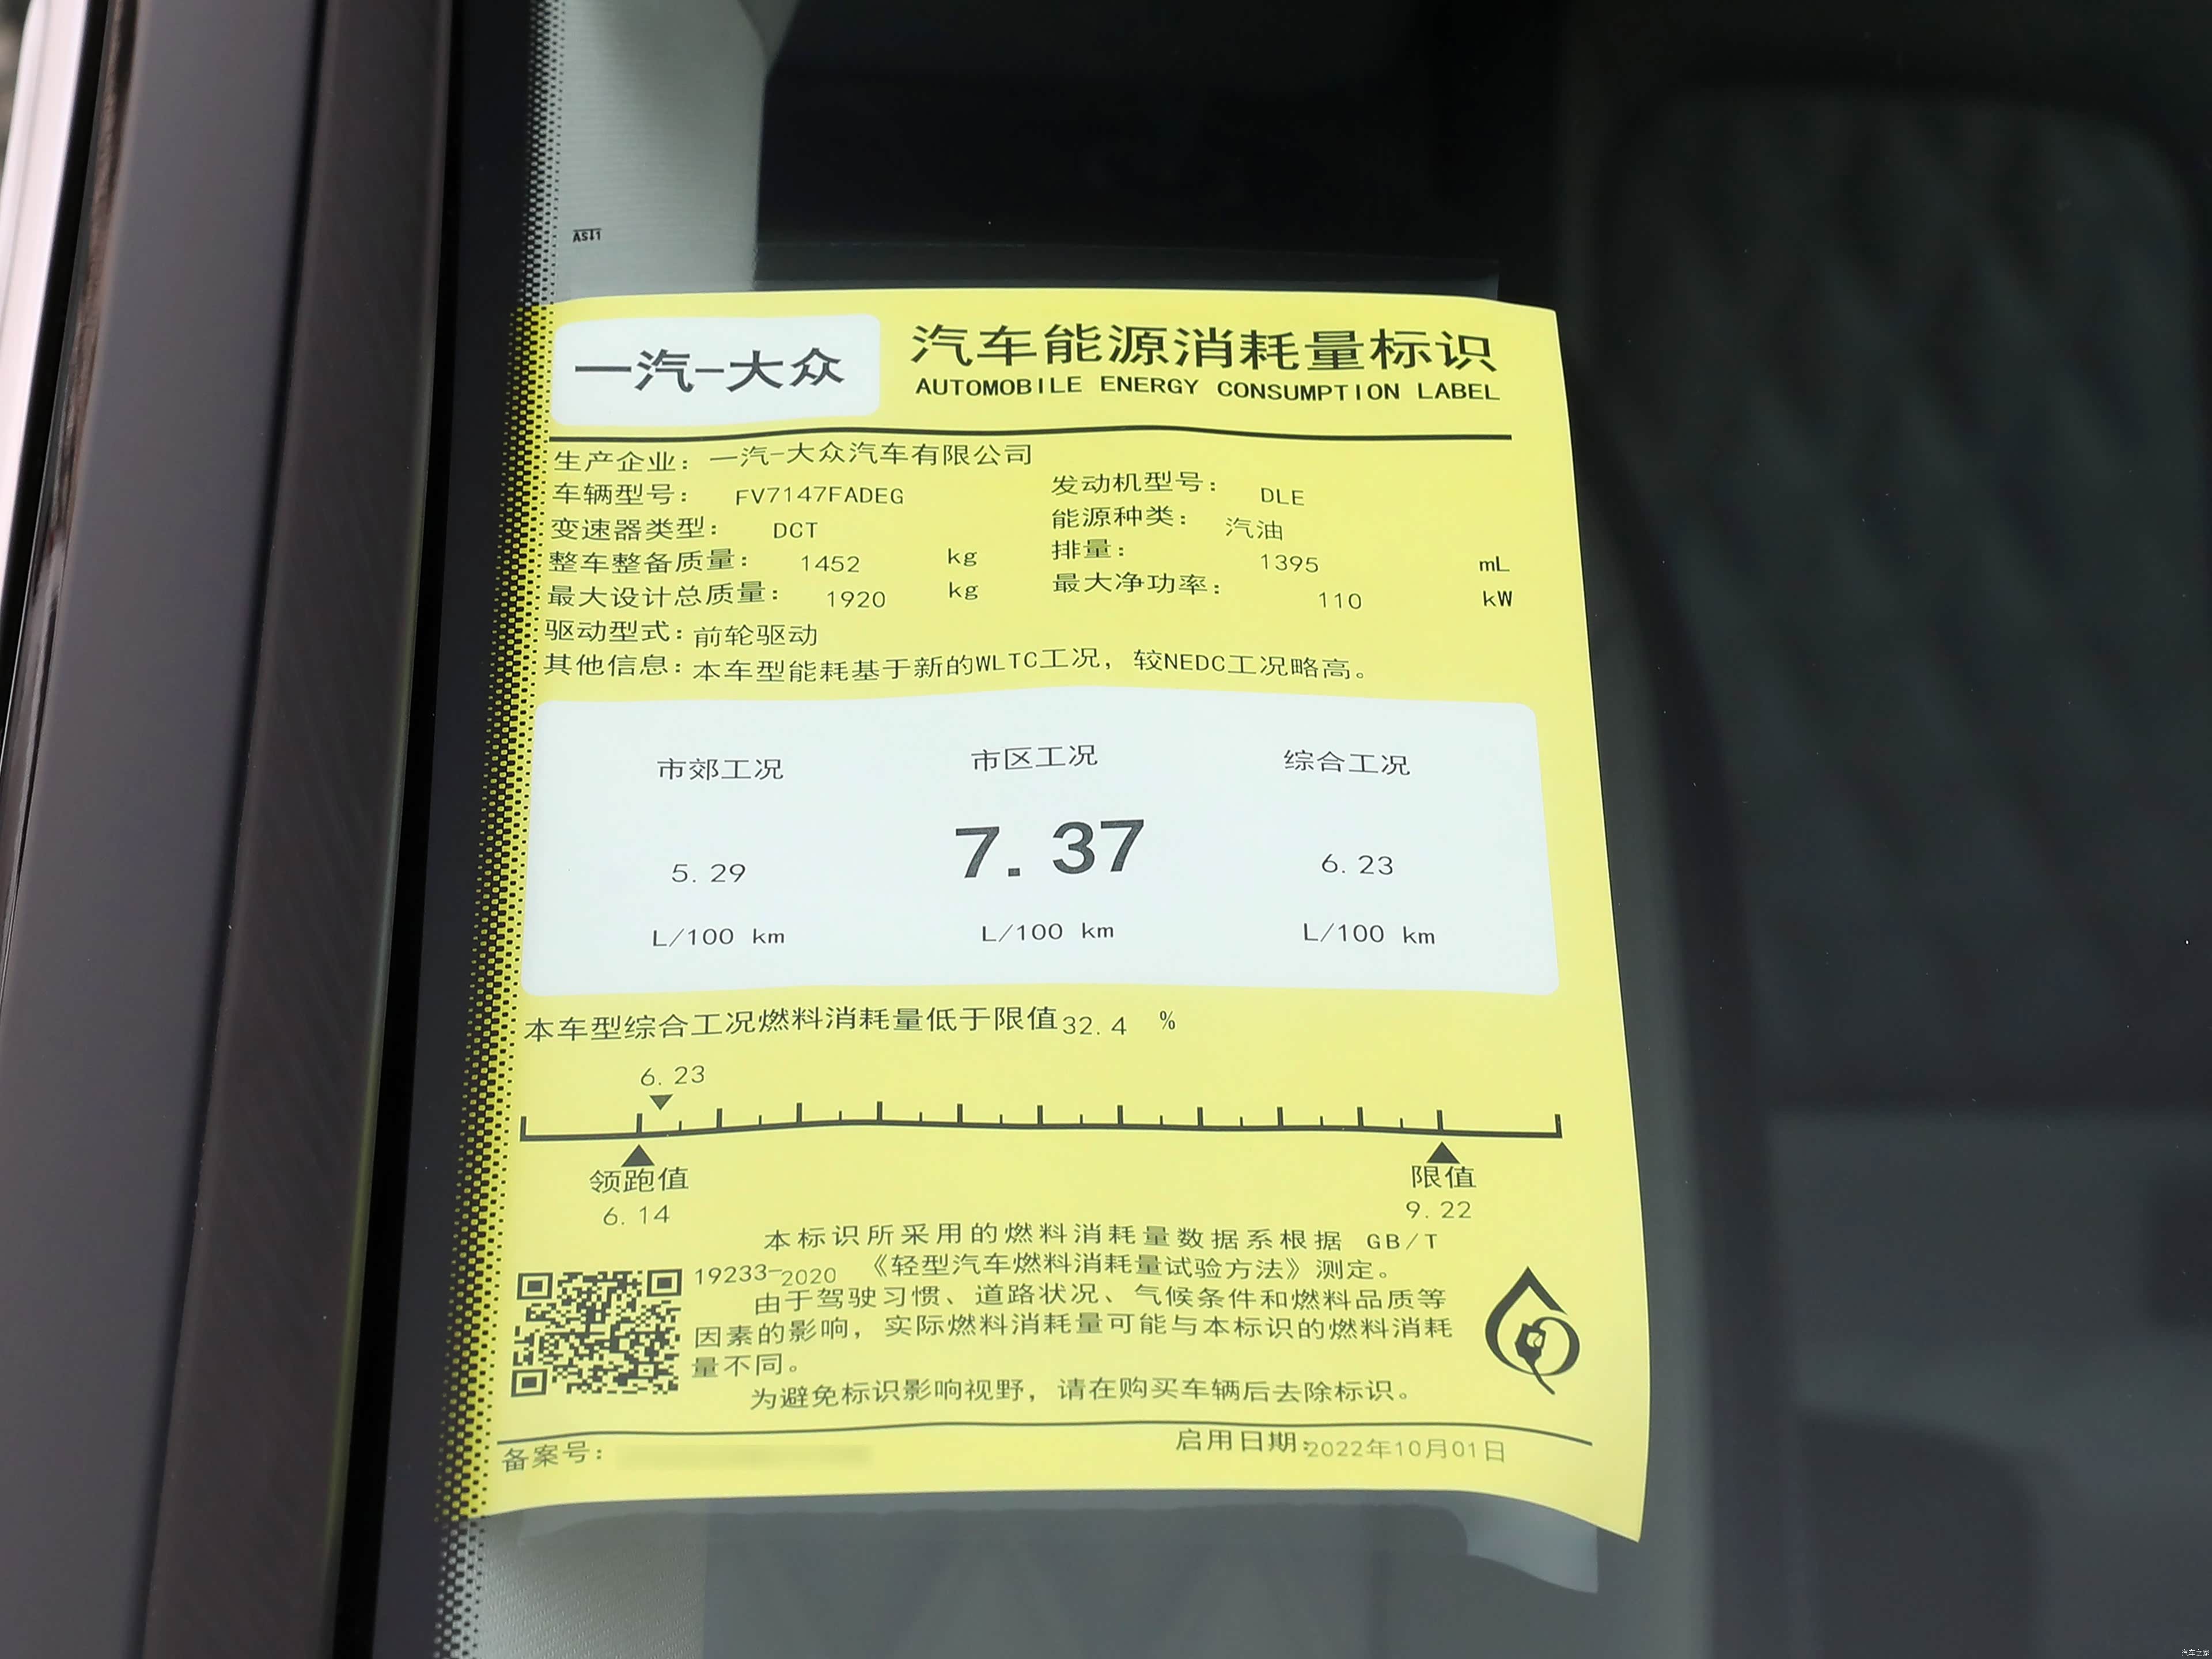 AS11
一汽-大众
汽车能源消耗量标识
AUTOMOBILE ENERGY CONSUMPTION LABEL
生产企业: 一汽-大众汽车有限公司
车辆型号: FV7147FADEG 发动机型号: DLE
变速器类型: DCT 能源种类: 汽油
整车整备质量: 1452 kg 排量: 1395 mL
最大设计总质量: 1920 kg 最大净功率: 110 kW
驱动型式: 前轮驱动
其他信息: 本车型能耗基于新的WLTC工况，较NEDC工况略高。
市郊工况 市区工况 综合工况
5.29 7.37 6.23
L/100 km L/100 km L/100 km
本车型综合工况燃料消耗量低于限值32.4 %
6.23
领跑值 限值
6.14 9.22
本标识所采用的燃料消耗量数据系根据 GB/T
19233-2020 《轻型汽车燃料消耗量试验方法》测定。
由于驾驶习惯、道路状况、气候条件和燃料品质等
因素的影响，实际燃料消耗量可能与本标识的燃料消耗
量不同。
为避免标识影响视野，请在购买车辆后去除标识。
备案号: 启用日期:2022年10月01日
汽车之家